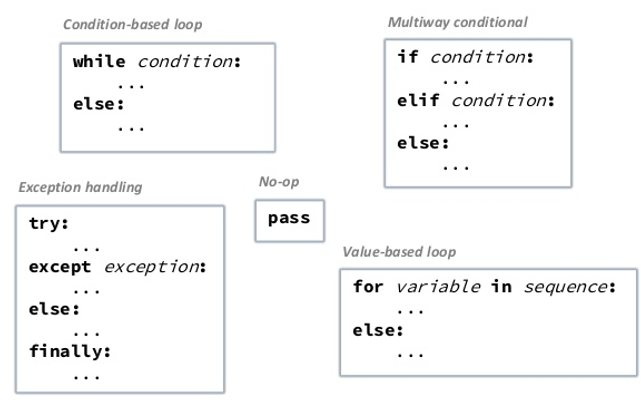 Condition-based loop
while condition:
...
else:
...
Multiway conditional
if condition:
...
elif condition:
...
else:
...
Exception handling
try:
...
except exception:
...
else:
...
finally:
...
No-op
pass
Value-based loop
for variable in sequence:
...
else:
...